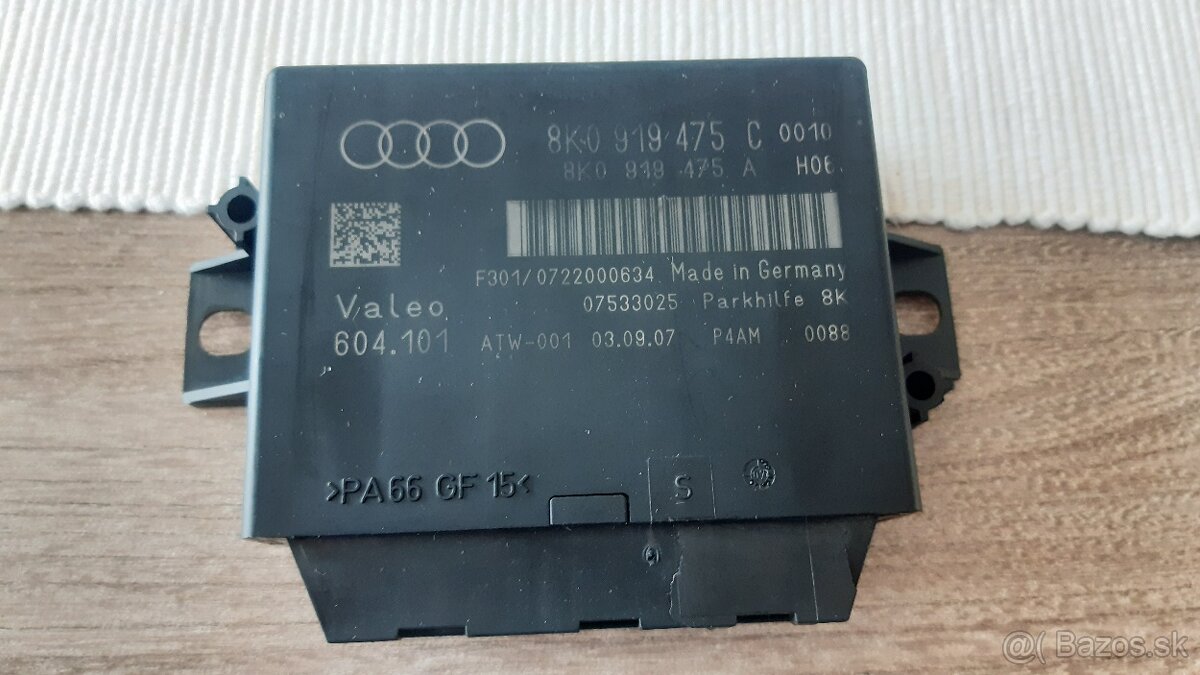 8K0 919 475 C 0010
8K0 919 475 A H06
F301/0722000634 Made in Germany
07533025 Parkhilfe 8K
Valeo
604.101 ATW-001 03.09.07 P4AM 0088
>PA66 GF 15<
S
@( Bazos.sk